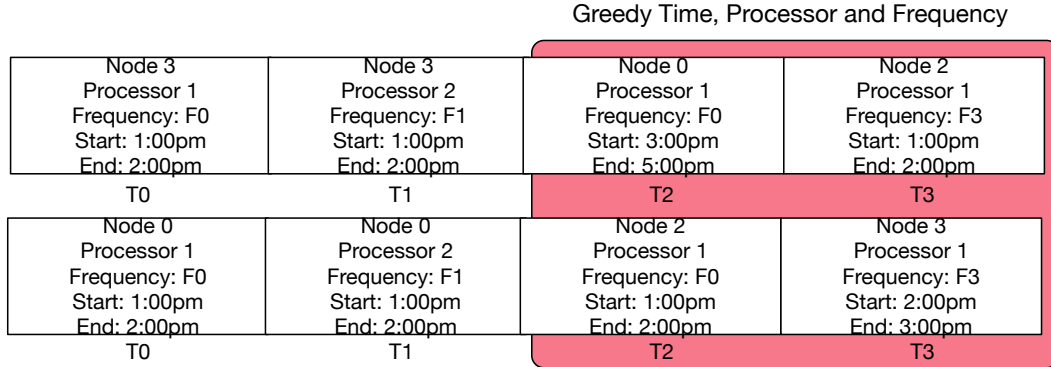 Greedy Time, Processor and Frequency
Node 3
Processor 1
Frequency: F0
Start: 1:00pm
End: 2:00pm
T0
Node 3
Processor 2
Frequency: F1
Start: 1:00pm
End: 2:00pm
T1
Node 0
Processor 1
Frequency: F0
Start: 3:00pm
End: 5:00pm
T2
Node 2
Processor 1
Frequency: F3
Start: 1:00pm
End: 2:00pm
T3
Node 0
Processor 1
Frequency: F0
Start: 1:00pm
End: 2:00pm
T0
Node 0
Processor 2
Frequency: F1
Start: 1:00pm
End: 2:00pm
T1
Node 2
Processor 1
Frequency: F0
Start: 1:00pm
End: 2:00pm
T2
Node 3
Processor 1
Frequency: F3
Start: 2:00pm
End: 3:00pm
T3